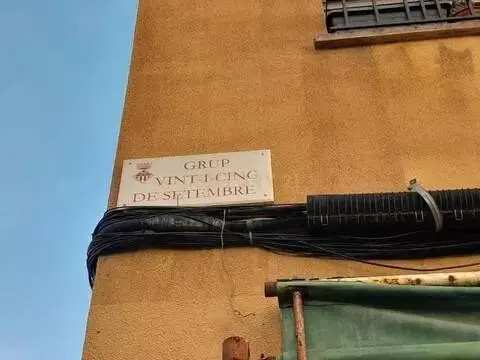 GRUP
VINT-I-CINC
DE SETEMBRE